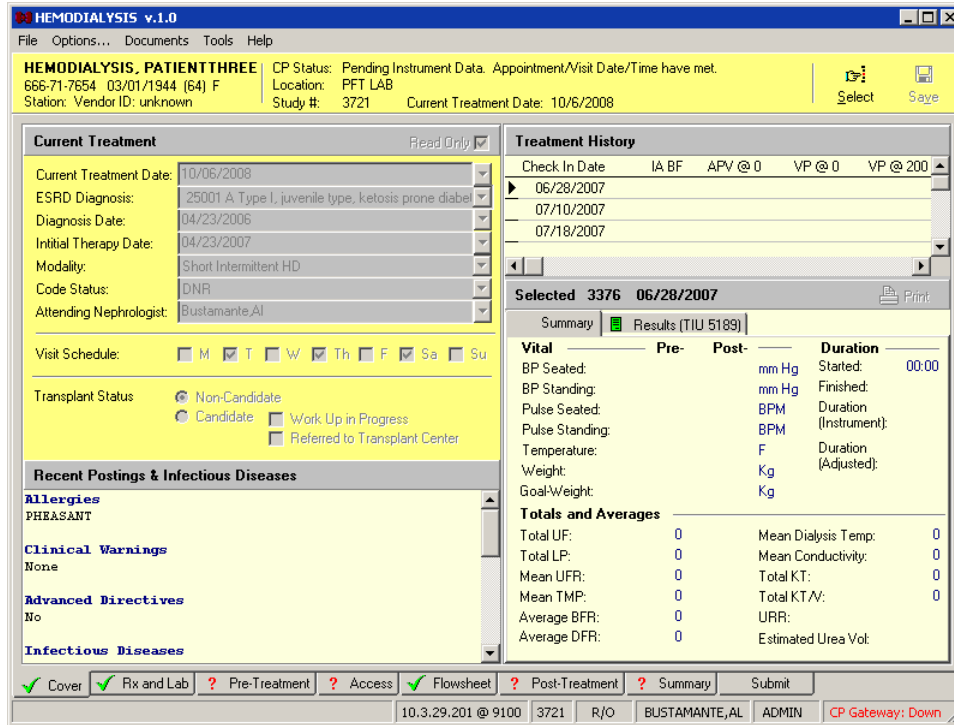 HEMODIALYSIS v.1.0
File Options... Documents Tools Help
HEMODIALYSIS, PATIENTTHREE
666-71-7654 03/01/1944 (64) F
Station: Vendor ID: unknown
CP Status: Pending Instrument Data. Appointment/Visit Date/Time have met.
Location: PFT LAB
Study #: 3721 Current Treatment Date: 10/6/2008
Select Save
Current Treatment Read Only
Current Treatment Date: 10/06/2008
ESRD Diagnosis: 25001 A Type I, juvenile type, ketosis prone diabet
Diagnosis Date: 04/23/2006
Intitial Therapy Date: 04/23/2007
Modality: Short Intermittent HD
Code Status: DNR
Attending Nephrologist: Bustamante,Al
Visit Schedule: M T W Th F Sa Su
Transplant Status Non-Candidate
Candidate Work Up in Progress
Referred to Transplant Center
Recent Postings & Infectious Diseases
Allergies
PHEASANT
Clinical Warnings
None
Advanced Directives
No
Infectious Diseases
Treatment History
Check In Date IA BF APV @ 0 VP @ 0 VP @ 200
06/28/2007
07/10/2007
07/18/2007
Selected 3376 06/28/2007 Print
Summary Results (TIU 5189)
Vital Pre- Post- Duration
BP Seated: mm Hg Started: 00:00
BP Standing: mm Hg Finished:
Pulse Seated: BPM Duration
(Instrument):
Pulse Standing: BPM
Temperature: F Duration
(Adjusted):
Weight: Kg
Goal-Weight: Kg
Totals and Averages
Total UF: 0 Mean Dialysis Temp: 0
Total LP: 0 Mean Conductivity: 0
Mean UFR: 0 Total KT: 0
Mean TMP: 0 Total KT/V: 0
Average BFR: 0 URR:
Average DFR: 0 Estimated Urea Vol:
Cover Rx and Lab ? Pre-Treatment ? Access Flowsheet ? Post-Treatment ? Summary Submit
10.3.29.201 @ 9100 3721 R/O BUSTAMANTE,AL ADMIN CP Gateway: Down